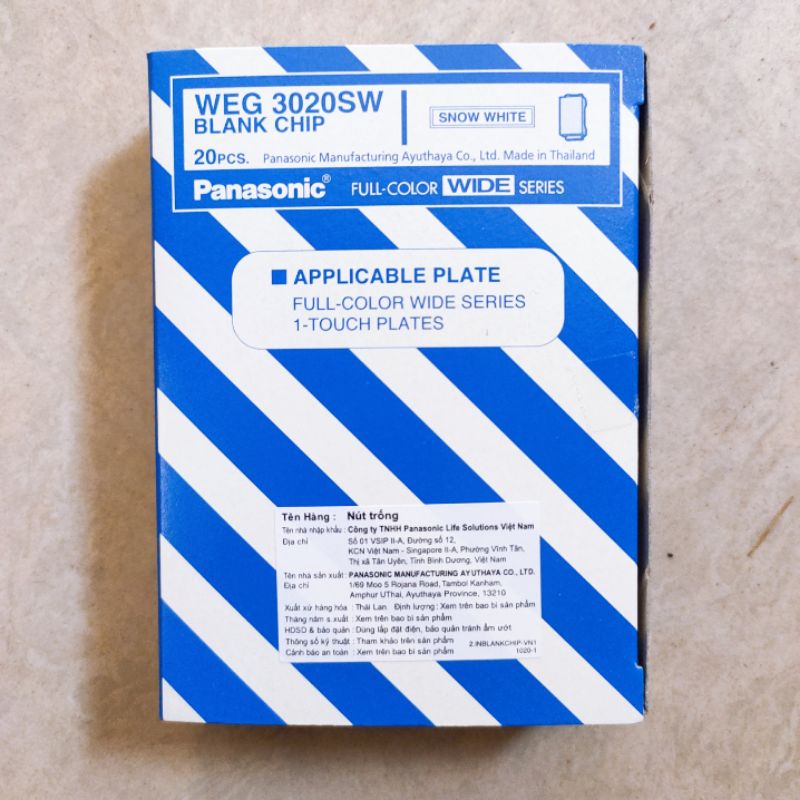 WEG 3020SW
BLANK CHIP
SNOW WHITE
20PCS. Panasonic Manufacturing Ayuthaya Co., Ltd. Made in Thailand
Panasonic® FULL-COLOR WIDE SERIES
■ APPLICABLE PLATE
FULL-COLOR WIDE SERIES
1-TOUCH PLATES
Tên Hàng : Nút trống
Tên nhà nhập khẩu : Công ty TNHH Panasonic Life Solutions Việt Nam
Địa chỉ Số 01 VSIP II-A, Đường số 12,
KCN Việt Nam - Singapore II-A, Phường Vĩnh Tân,
Thị xã Tân Uyên, Tỉnh Bình Dương, Việt Nam
Tên nhà sản xuất : PANASONIC MANUFACTURING AYUTHAYA CO., LTD.
Địa chỉ 1/69 Moo 5 Rojana Road, Tambol Kanham,
Amphur UThai, Ayuthaya Province, 13210
Xuất xứ hàng hóa : Thái Lan Định lượng : Xem trên bao bì sản phẩm
Tháng năm s.xuất : Xem trên bao bì sản phẩm
HDSD & bảo quản : Dùng lắp đặt điện, bảo quản tránh ẩm ướt
Thông số kỹ thuật : Tham khảo trên sản phẩm
Cảnh báo an toàn : Xem trên bao bì sản phẩm
2.INBLANKCHIP-VN1
1020-1